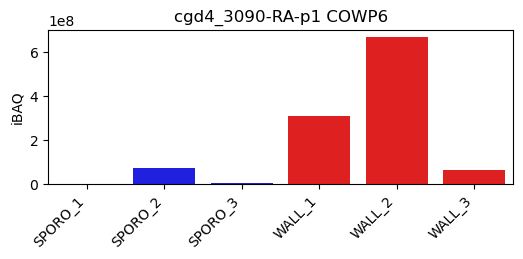 cgd4_3090-RA-p1 COWP6
1e8
iBAQ
6
4
2
0
SPORO_1
SPORO_2
SPORO_3
WALL_1
WALL_2
WALL_3